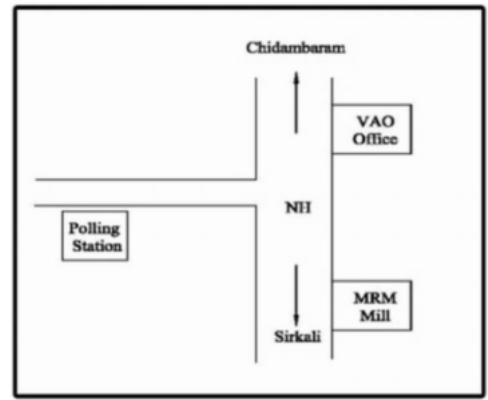 Chidambaram
VAO
Office
NH
Polling
Station
MRM
Mill
Sirkali